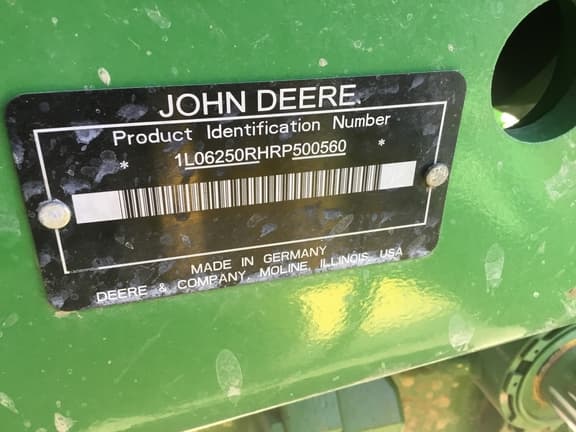 JOHN DEERE
Product Identification Number
* 1L06250RHRP500560 *
MADE IN GERMANY
DEERE & COMPANY, MOLINE, ILLINOIS, USA